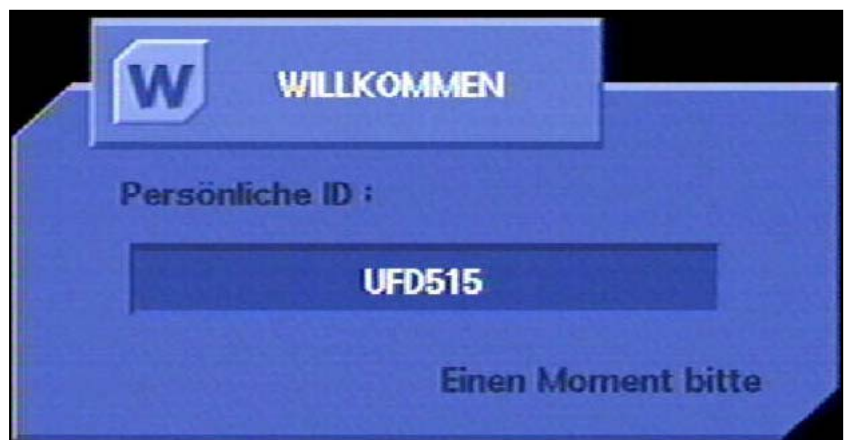 W
WILLKOMMEN
Persönliche ID :
UFD515
Einen Moment bitte